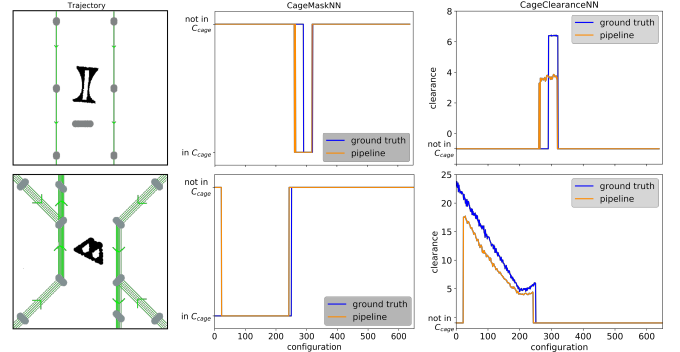 Trajectory
CageMaskNN
CageClearanceNN
not in
C_cage
in C_cage
ground truth
pipeline
clearance
8
6
4
2
0
not in
C_cage
ground truth
pipeline
not in
C_cage
in C_cage
ground truth
pipeline
0 100 200 300 400 500 600
configuration
clearance
25
20
15
10
5
not in
C_cage
ground truth
pipeline
0 100 200 300 400 500 600
configuration